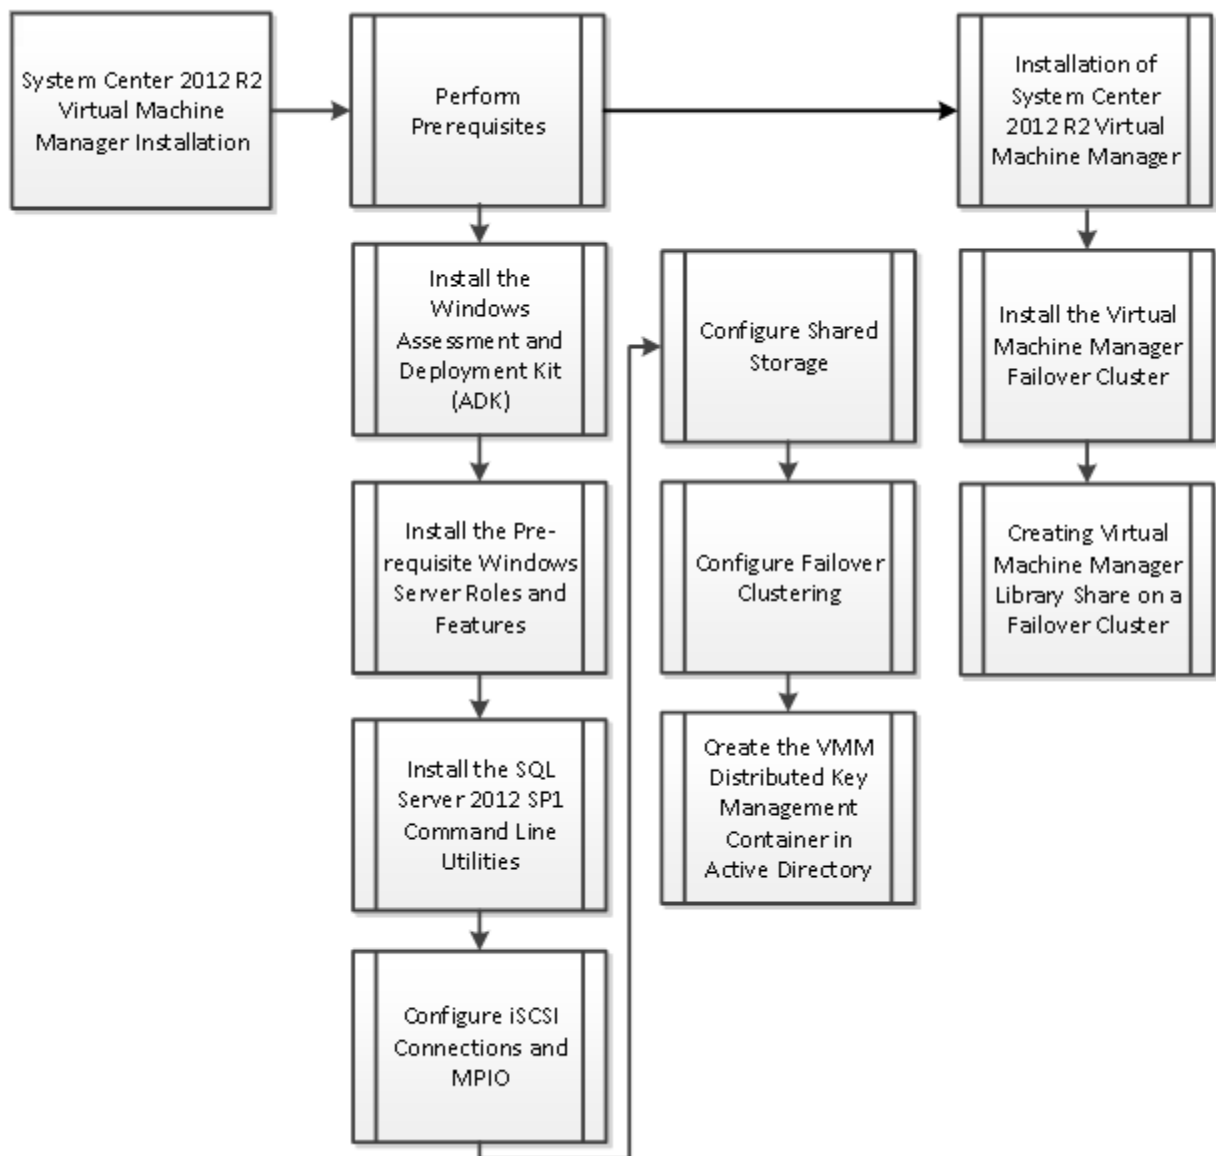 System Center 2012 R2
Virtual Machine
Manager Installation
Perform
Prerequisites
Installation of
System Center
2012 R2 Virtual
Machine Manager
Install the
Windows
Assessment and
Deployment Kit
(ADK)
Install the Pre-
requisite Windows
Server Roles and
Features
Install the SQL
Server 2012 SP1
Command Line
Utilities
Configure iSCSI
Connections and
MPIO
Configure Shared
Storage
Configure Failover
Clustering
Create the VMM
Distributed Key
Management
Container in
Active Directory
Install the Virtual
Machine Manager
Failover Cluster
Creating Virtual
Machine Manager
Library Share on a
Failover Cluster